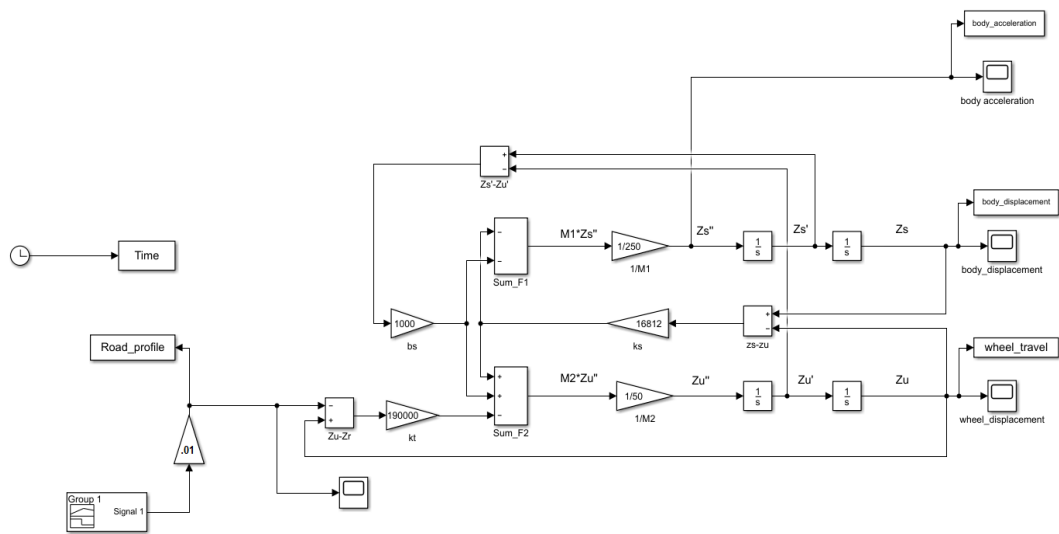 body_acceleration
body acceleration
+
−
Zs'-Zu'
body_displacement
M1*Zs''
Zs''
Zs'
Zs
−
−
1/250
1
s
1
s
Time
Sum_F1
1/M1
body_displacement
+
−
1000
16812
bs
ks
zs-zu
Road_profile
wheel_travel
M2*Zu''
Zu''
Zu'
Zu
+
+
−
1/50
1
s
1
s
−
+
190000
Sum_F2
1/M2
wheel_displacement
Zu-Zr
kt
.01
Group 1
Signal 1